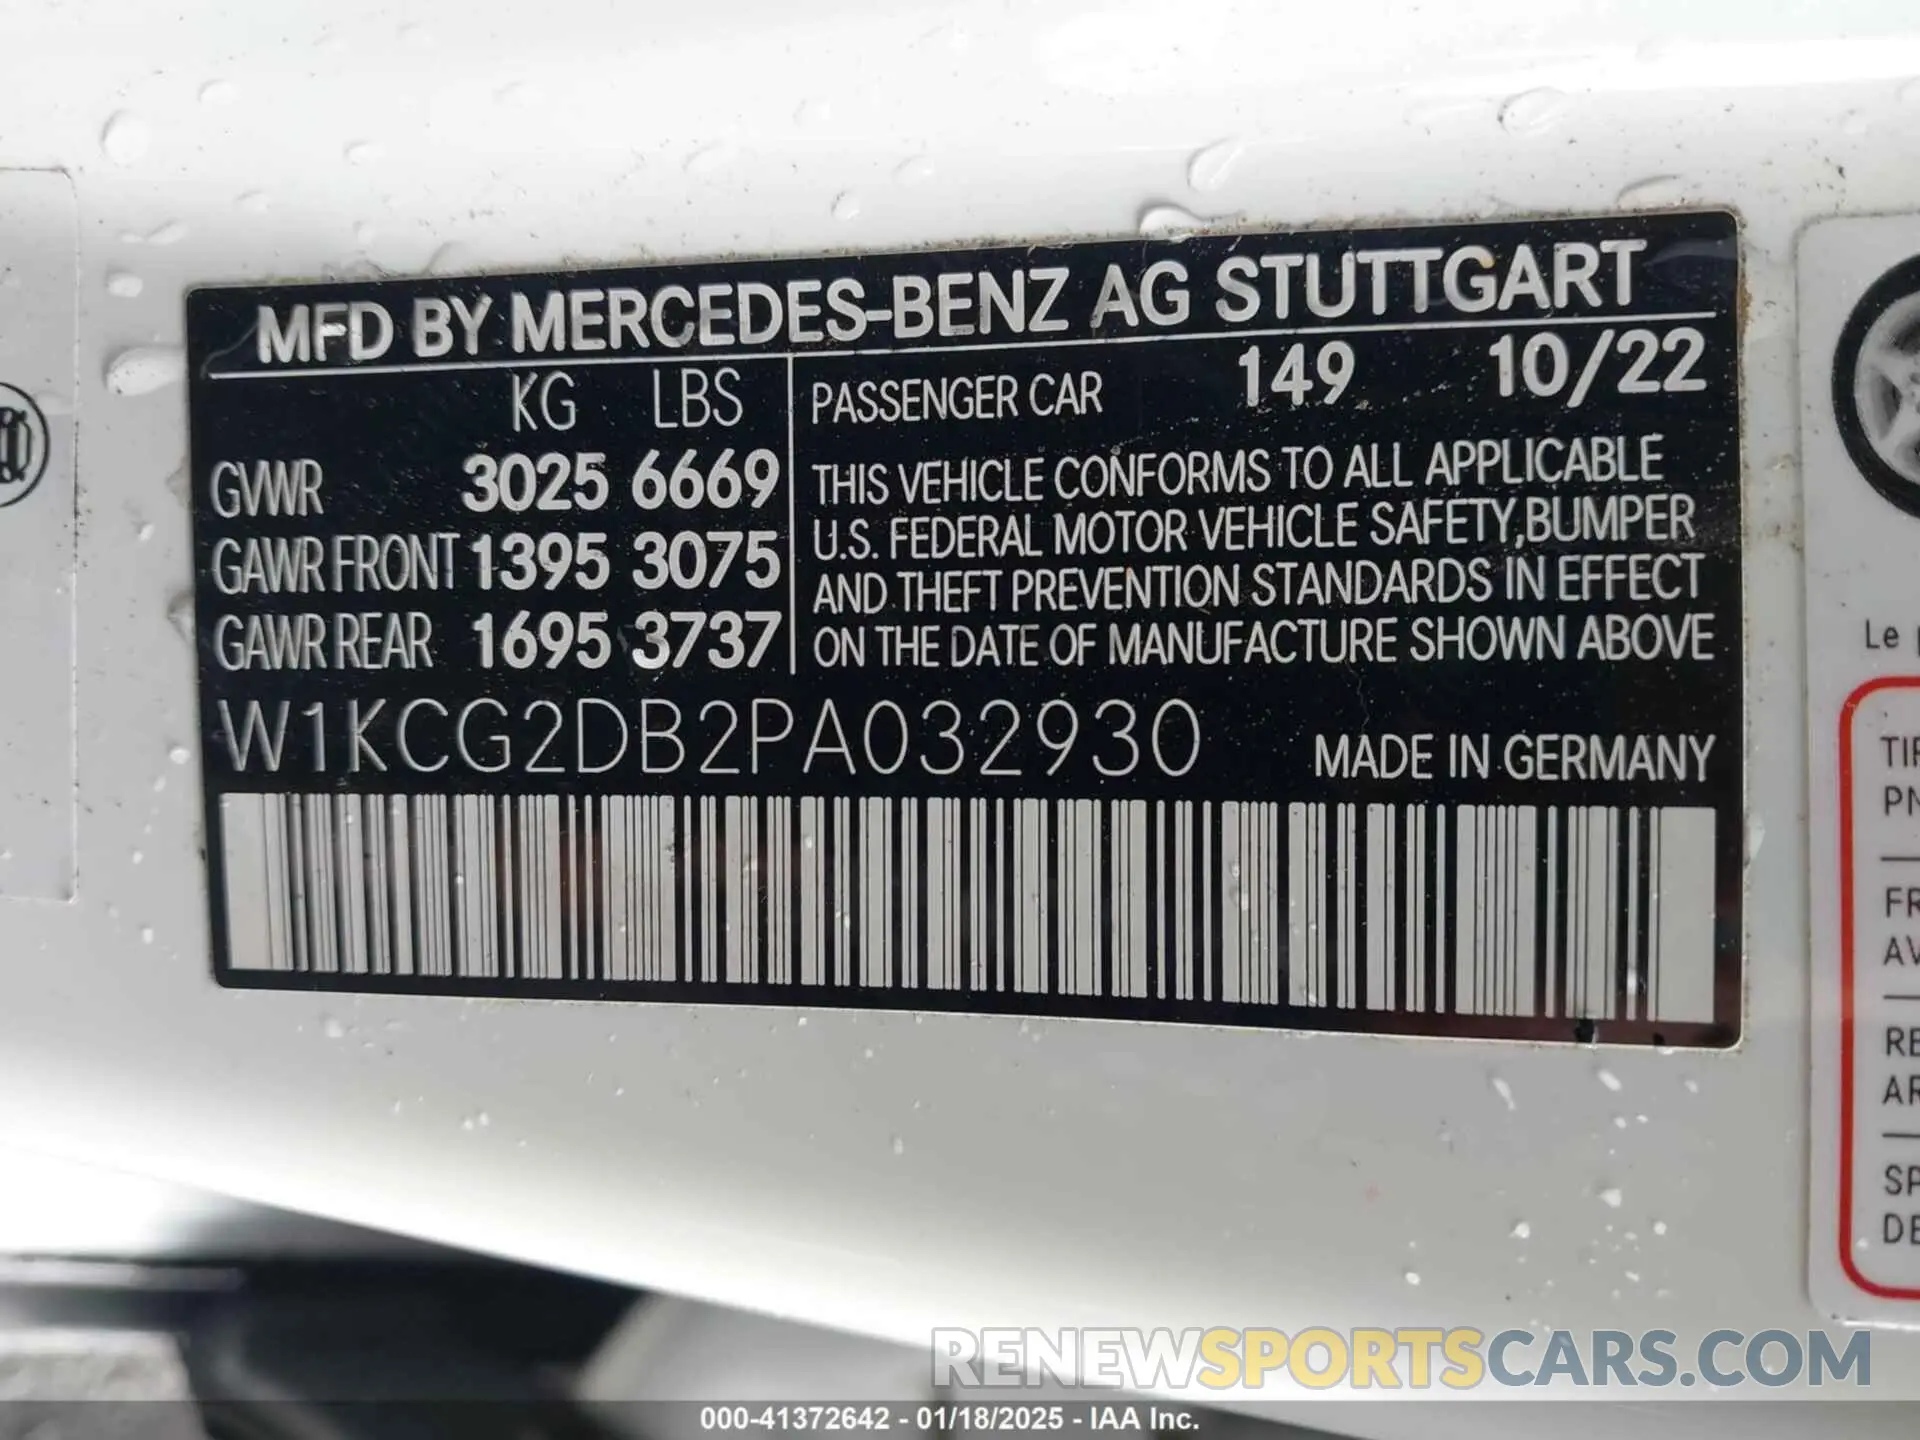 MFD BY MERCEDES-BENZ AG STUTTGART
KG LBS
GVWR 3025 6669
GAWR FRONT 1395 3075
GAWR REAR 1695 3737
PASSENGER CAR 149 10/22
THIS VEHICLE CONFORMS TO ALL APPLICABLE
U.S. FEDERAL MOTOR VEHICLE SAFETY,BUMPER
AND THEFT PREVENTION STANDARDS IN EFFECT
ON THE DATE OF MANUFACTURE SHOWN ABOVE
W1KCG2DB2PA032930 MADE IN GERMANY
Le
RENEWSPORTSCARS.COM
000-41372642 - 01/18/2025 - IAA Inc.